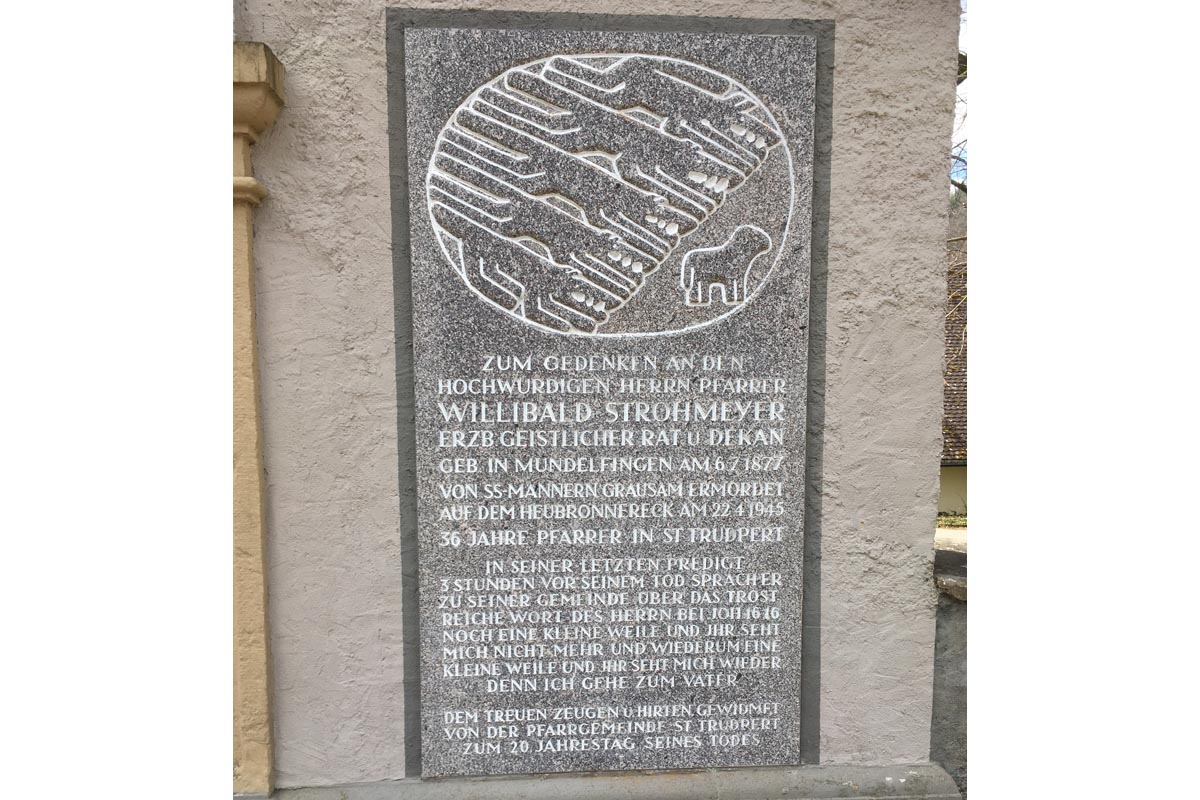 ZUM GEDENKEN AN DEN
HOCHWÜRDIGEN HERRN PFARRER
WILLIBALD STROHMEYER
ERZB GEISTLICHER RAT U DEKAN
GEB. IN MUNDELFINGEN AM 6.7.1877
VON SS-MÄNNERN GRAUSAM ERMORDET
AUF DEM HEUBRONNERECK AM 22.4.1945
36 JAHRE PFARRER IN ST TRUDPERT
IN SEINER LETZTEN PREDIGT
3 STUNDEN VOR SEINEM TOD SPRACH ER
ZU SEINER GEMEINDE ÜBER DAS TROST
REICHE WORT DES HERRN BEI JOH 16 16
NOCH EINE KLEINE WEILE UND JHR SEHT
MICH NICHT MEHR UND WIEDERUM EINE
KLEINE WEILE UND JHR SEHT MICH WIEDER
DENN ICH GEHE ZUM VATER
DEM TREUEN ZEUGEN U. HIRTEN GEWIDMET
VON DER PFARRGEMEINDE ST TRUDPERT
ZUM 20. JAHRESTAG SEINES TODES